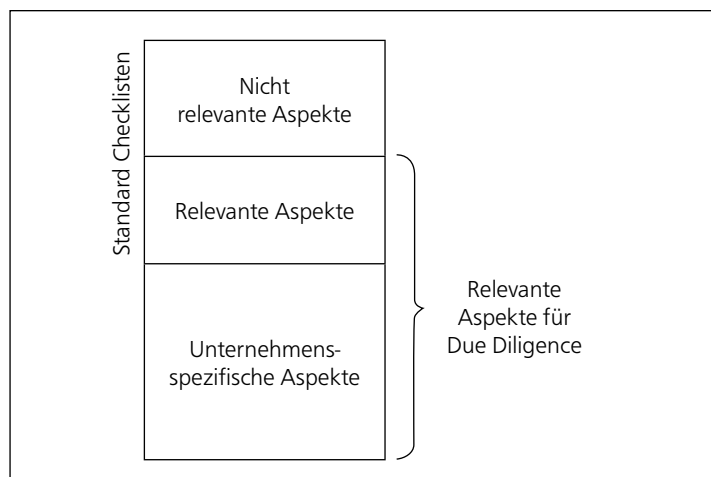 Standard Checklisten
Nicht
relevante Aspekte
Relevante Aspekte
Unternehmens-
spezifische Aspekte
Relevante
Aspekte für
Due Diligence